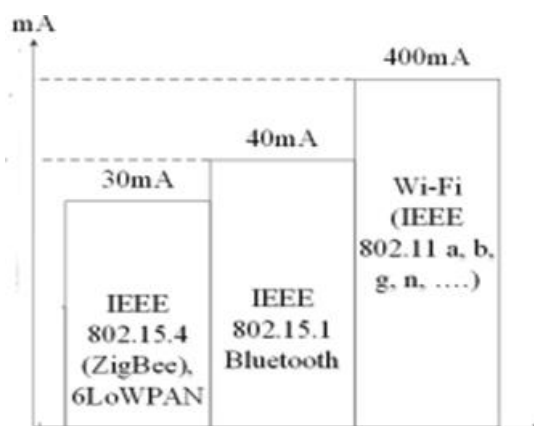 mA
400mA
40mA
30mA
Wi-Fi
(IEEE
802.11 a, b,
g, n, ....)
IEEE
802.15.1
Bluetooth
IEEE
802.15.4
(ZigBee),
6LoWPAN